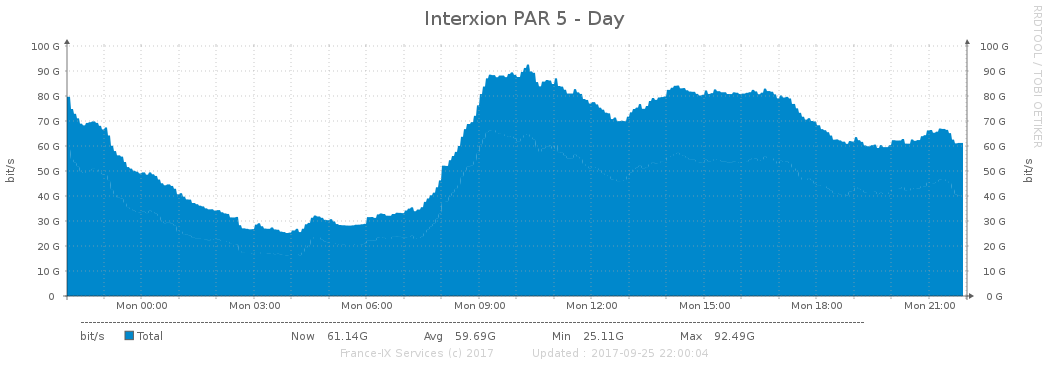 Interxion PAR 5 - Day
RRDTOOL / TOBI OETIKER
bit/s
100 G
90 G
80 G
70 G
60 G
50 G
40 G
30 G
20 G
10 G
0
100 G
90 G
80 G
70 G
60 G
50 G
40 G
30 G
20 G
10 G
0 G
bit/s
Mon 00:00 Mon 03:00 Mon 06:00 Mon 09:00 Mon 12:00 Mon 15:00 Mon 18:00 Mon 21:00
bit/s Total Now 61.14G Avg 59.69G Min 25.11G Max 92.49G
France-IX Services (c) 2017 Updated : 2017-09-25 22:00:04